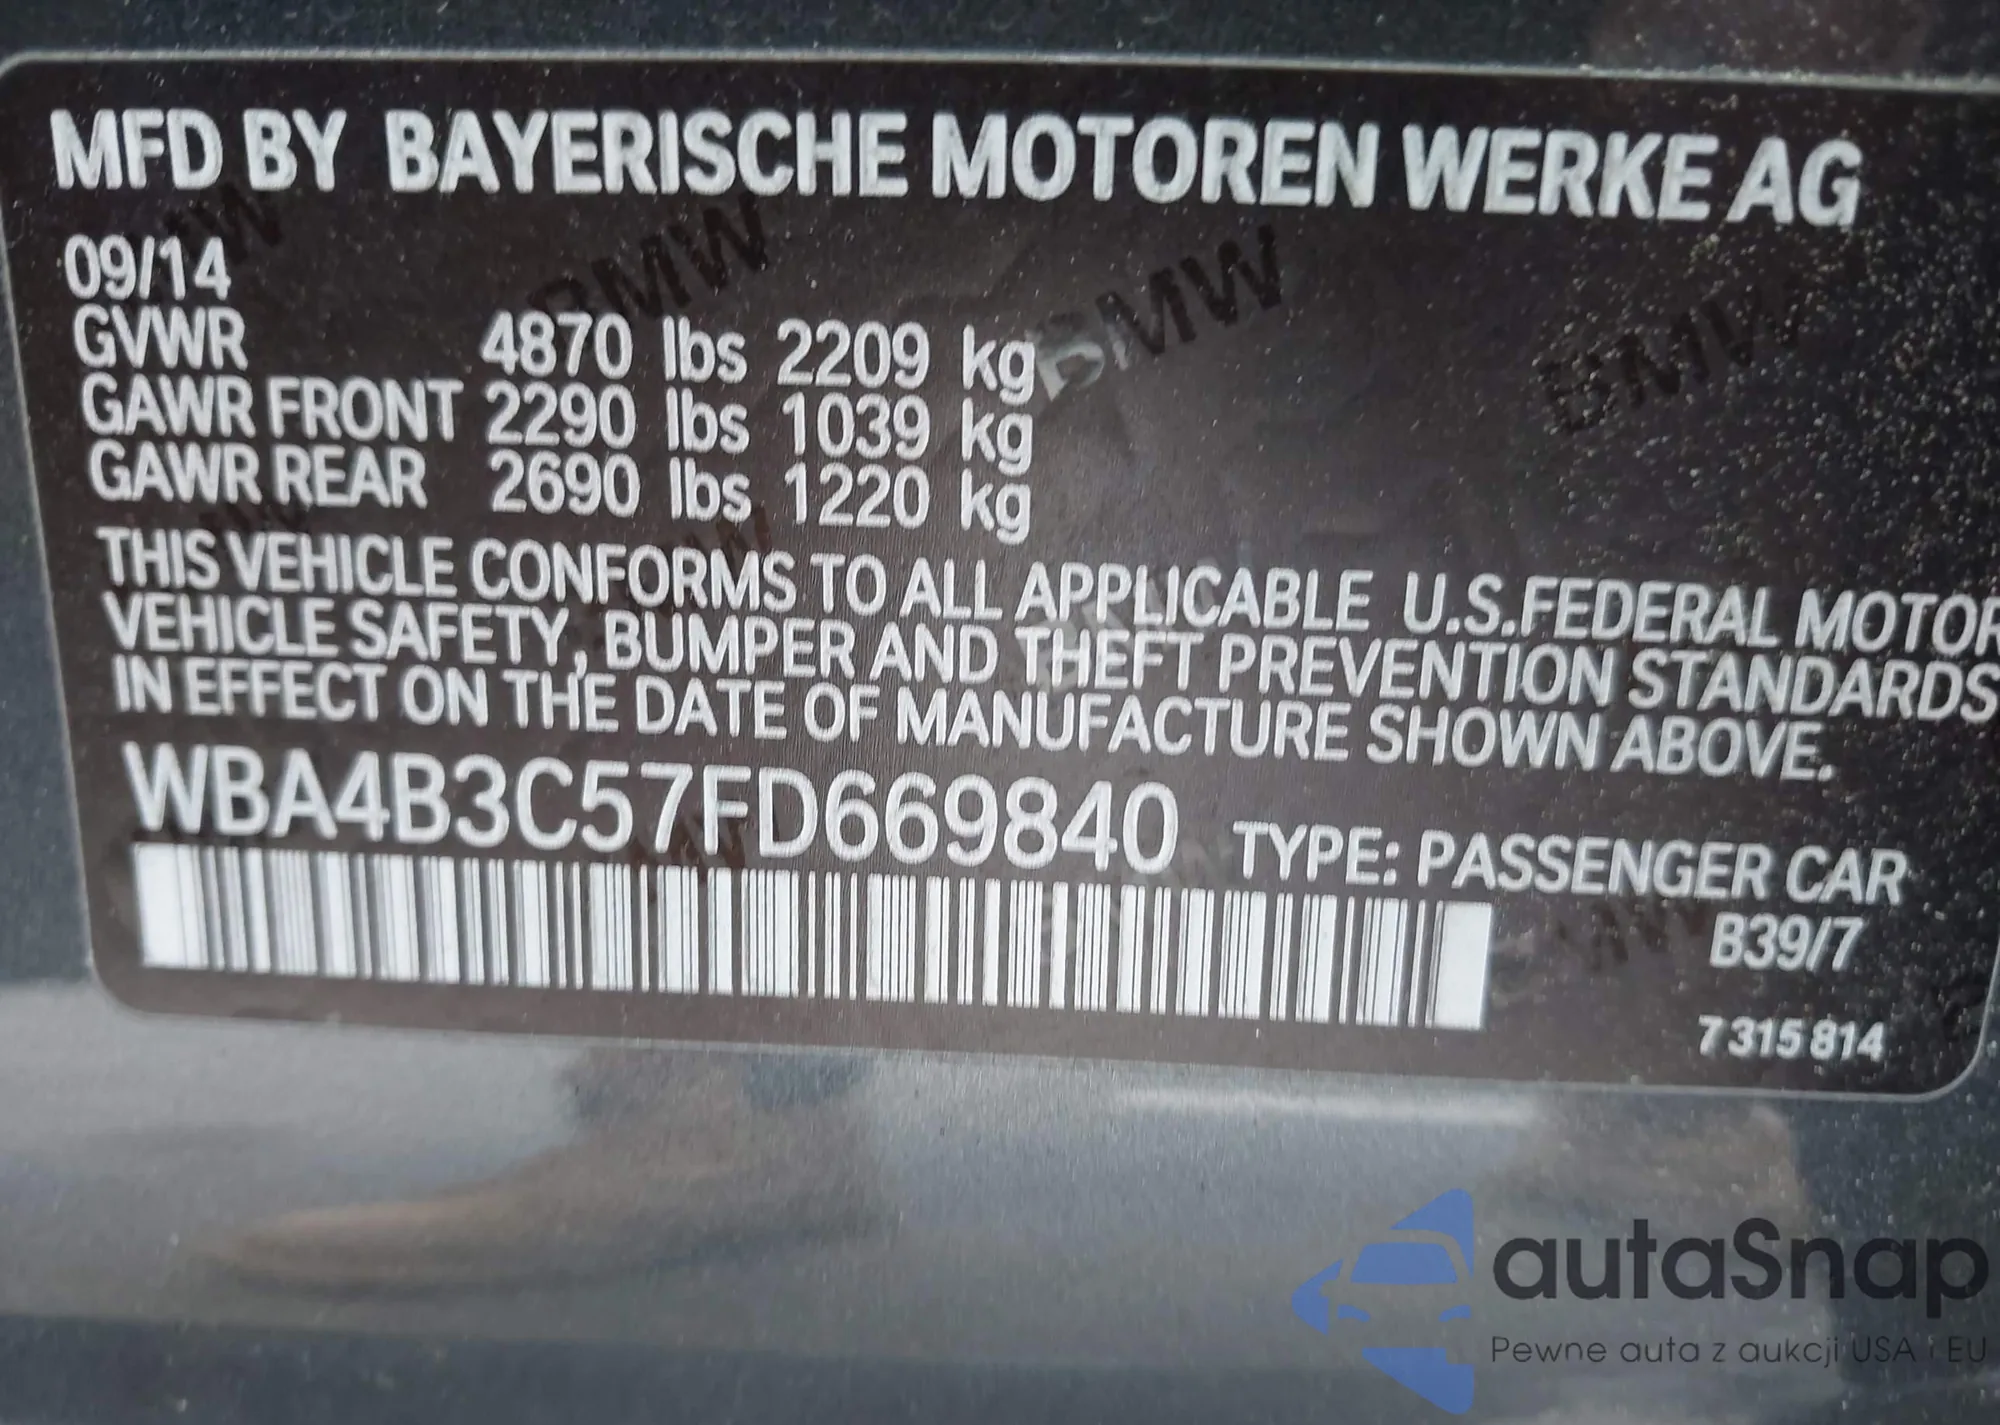 MFD BY BAYERISCHE MOTOREN WERKE AG
09/14
GVWR 4870 lbs 2209 kg
GAWR FRONT 2290 lbs 1039 kg
GAWR REAR 2690 lbs 1220 kg
THIS VEHICLE CONFORMS TO ALL APPLICABLE U.S.FEDERAL MOTOR
VEHICLE SAFETY, BUMPER AND THEFT PREVENTION STANDARDS
IN EFFECT ON THE DATE OF MANUFACTURE SHOWN ABOVE.
WBA4B3C57FD669840 TYPE: PASSENGER CAR
B39/7
7 315 814
BMW
BMW
BMW
autaSnap
Pewne auta z aukcji USA i EU